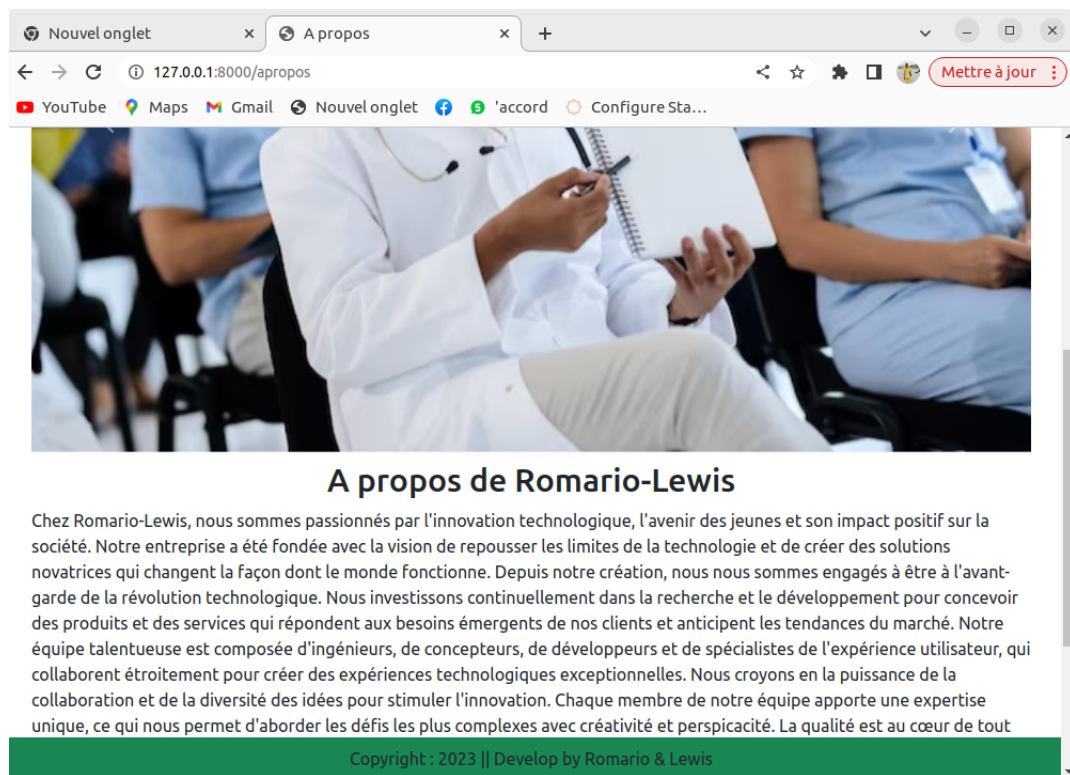 Nouvel onglet
A propos
127.0.0.1:8000/apropos
Mettre à jour
YouTube Maps Gmail Nouvel onglet 'accord Configure Sta...
A propos de Romario-Lewis
Chez Romario-Lewis, nous sommes passionnés par l'innovation technologique, l'avenir des jeunes et son impact positif sur la
société. Notre entreprise a été fondée avec la vision de repousser les limites de la technologie et de créer des solutions
novatrices qui changent la façon dont le monde fonctionne. Depuis notre création, nous nous sommes engagés à être à l'avant-
garde de la révolution technologique. Nous investissons continuellement dans la recherche et le développement pour concevoir
des produits et des services qui répondent aux besoins émergents de nos clients et anticipent les tendances du marché. Notre
équipe talentueuse est composée d'ingénieurs, de concepteurs, de développeurs et de spécialistes de l'expérience utilisateur, qui
collaborent étroitement pour créer des expériences technologiques exceptionnelles. Nous croyons en la puissance de la
collaboration et de la diversité des idées pour stimuler l'innovation. Chaque membre de notre équipe apporte une expertise
unique, ce qui nous permet d'aborder les défis les plus complexes avec créativité et perspicacité. La qualité est au cœur de tout
Copyright : 2023 || Develop by Romario & Lewis